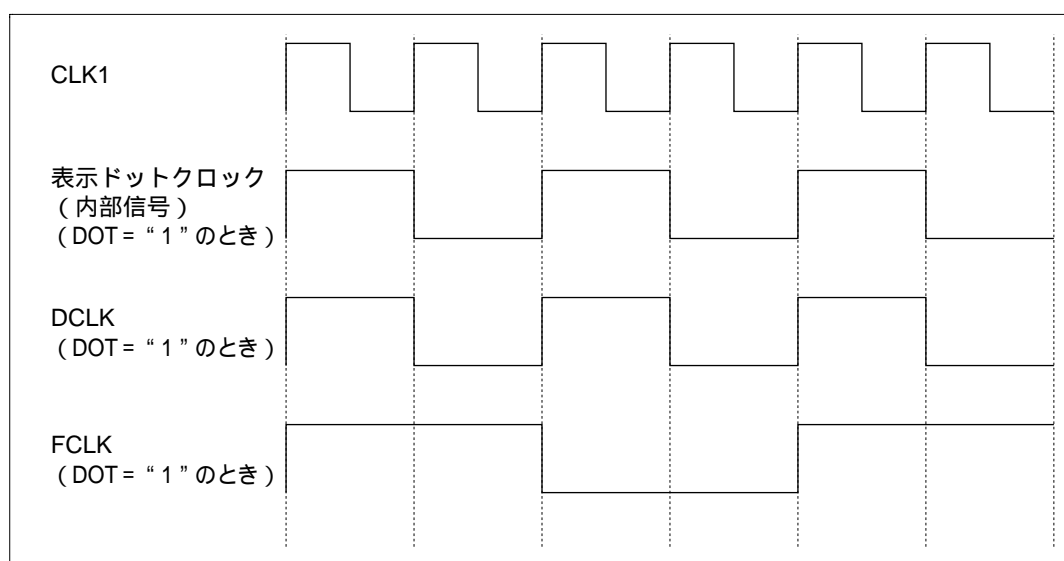 CLK1
表示ドットクロック
(内部信号)
(DOT = “1”のとき)
DCLK
(DOT = “1”のとき)
FCLK
(DOT = “1”のとき)